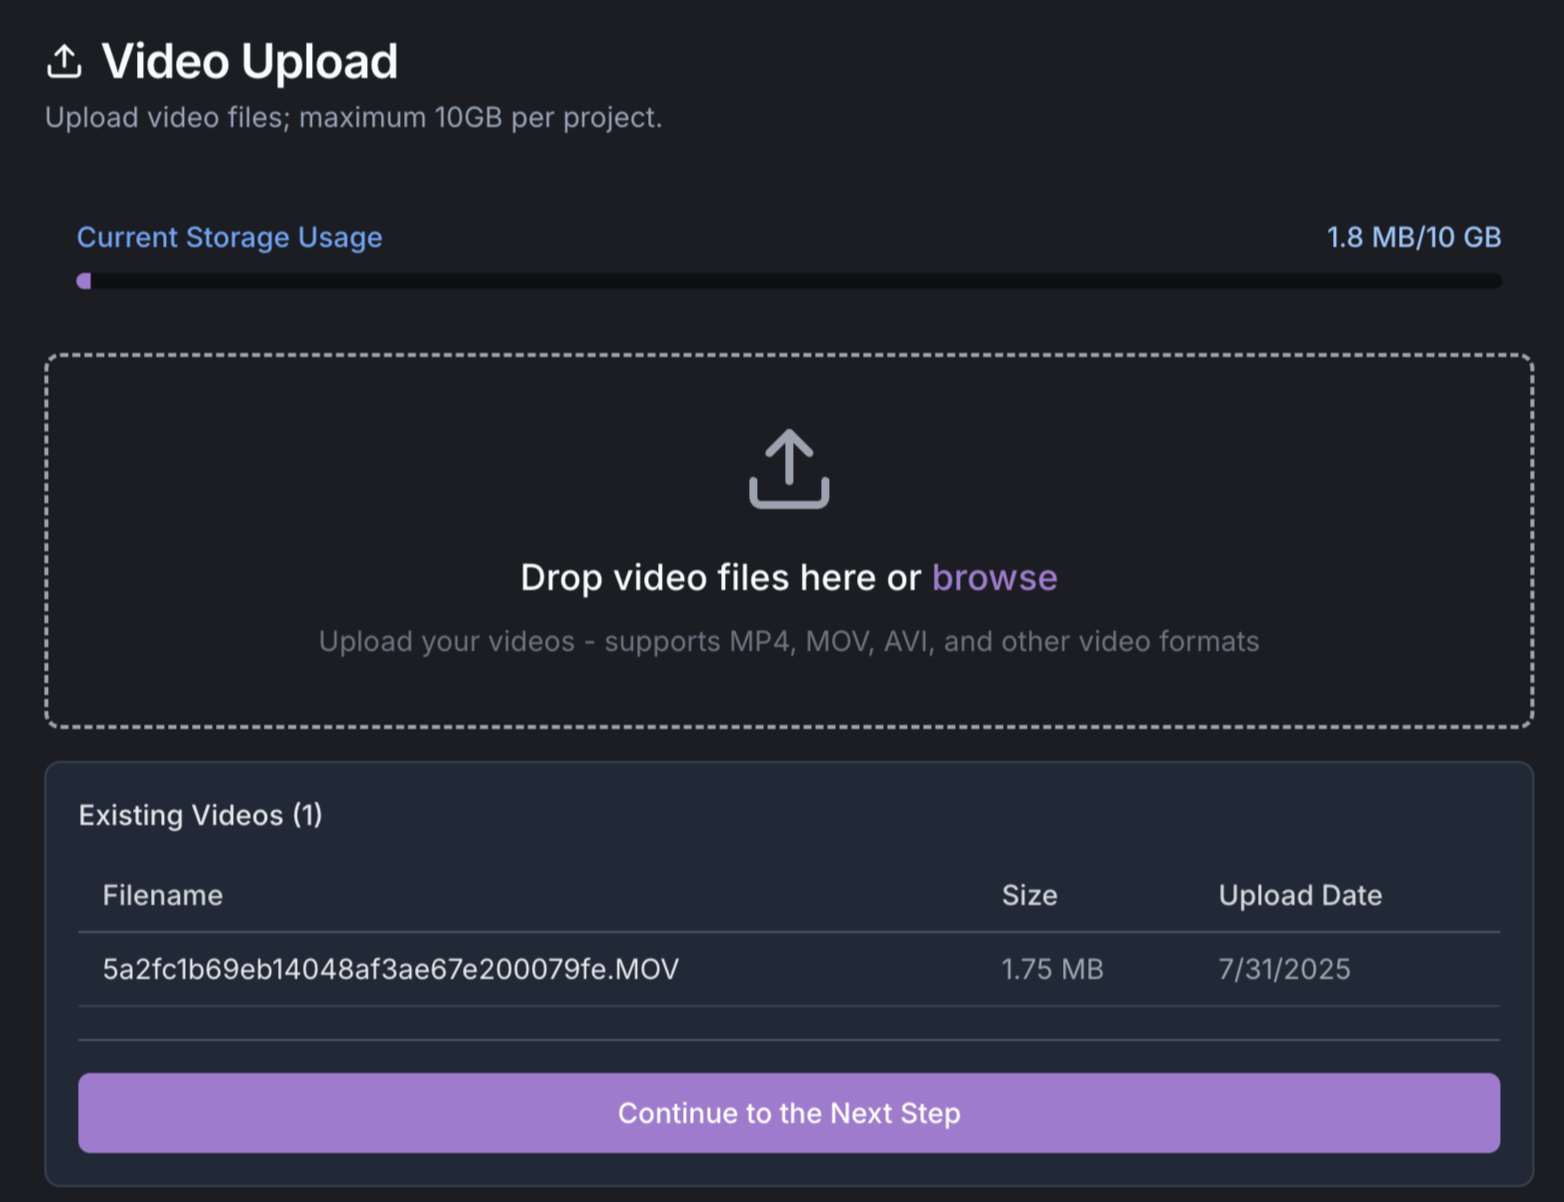 Video Upload
Upload video files; maximum 10GB per project.
Current Storage Usage
1.8 MB/10 GB
Drop video files here or browse
Upload your videos - supports MP4, MOV, AVI, and other video formats
Existing Videos (1)
Filename Size Upload Date
5a2fc1b69eb14048af3ae67e200079fe.MOV 1.75 MB 7/31/2025
Continue to the Next Step